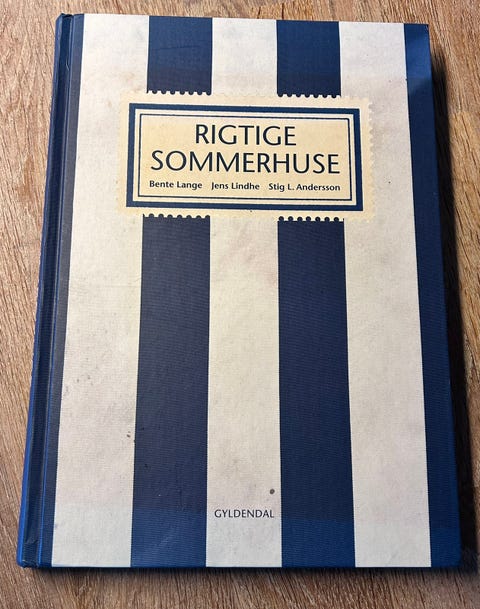 RIGTIGE
SOMMERHUSE
Bente Lange Jens Lindhe Stig L. Andersson
GYLDENDAL